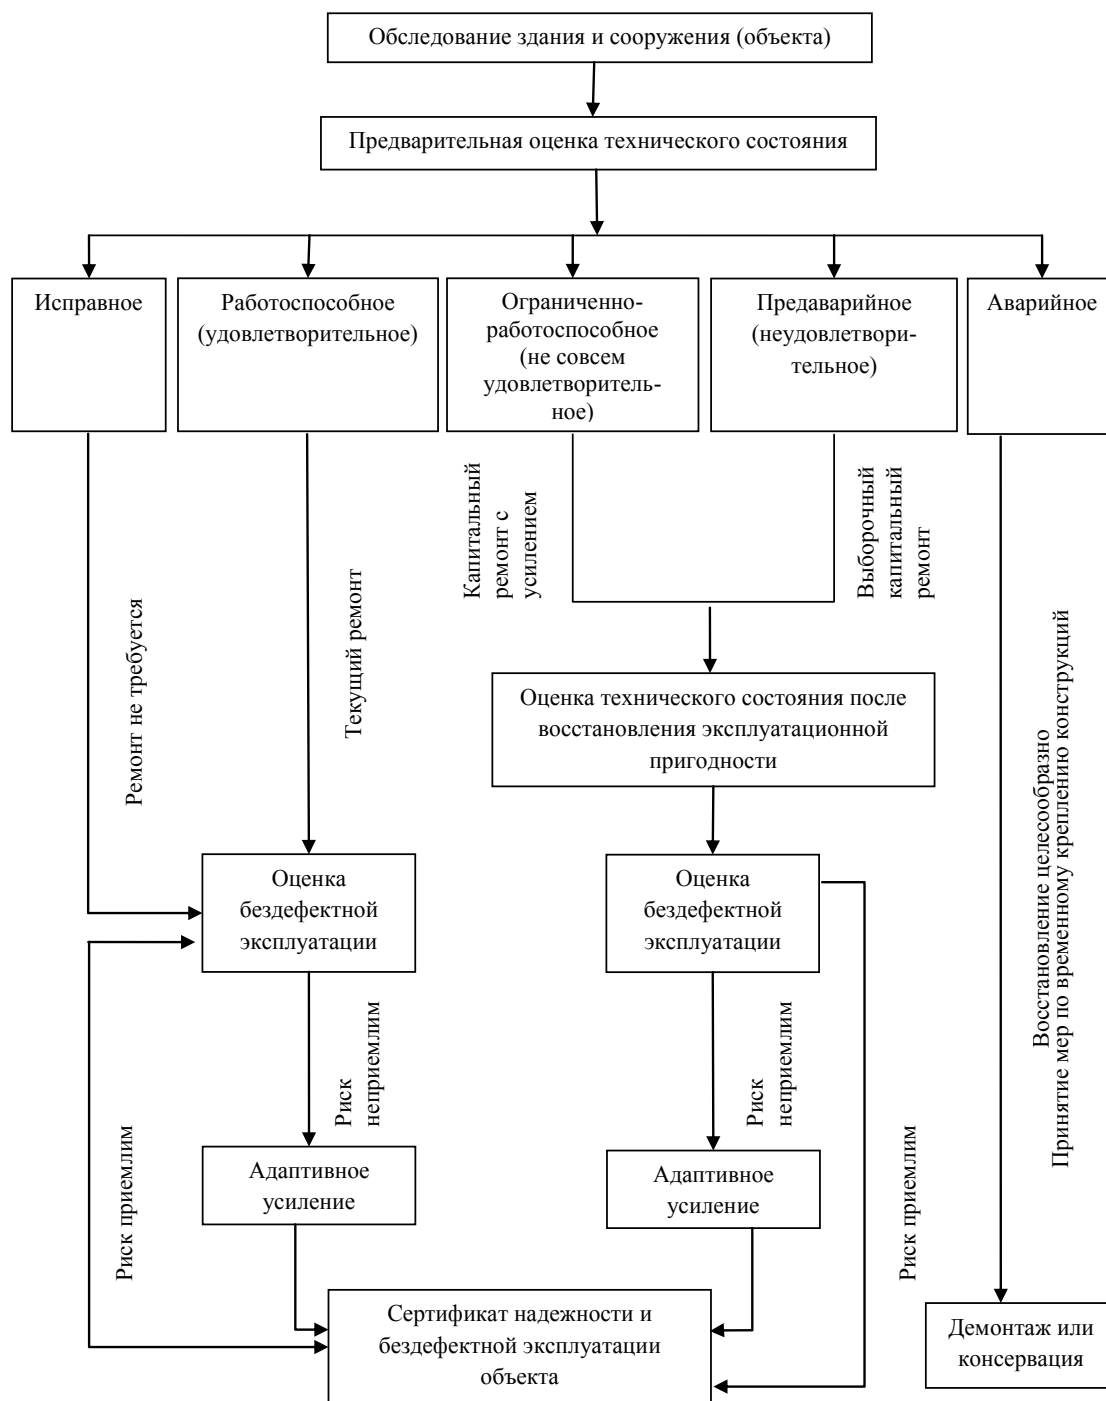 Обследование здания и сооружения (объекта)
Предварительная оценка технического состояния
Исправное
Работоспособное
(удовлетворительное)
Ограниченно-
работоспособное
(не совсем
удовлетворитель-
ное)
Предаварийное
(неудовлетвори-
тельное)
Аварийное
Ремонт не требуется
Текущий ремонт
Капитальный
ремонт с
усилением
Выборочный
капитальный
ремонт
Восстановление целесообразно
Принятие мер по временному креплению конструкций
Оценка технического состояния после
восстановления эксплуатационной
пригодности
Оценка
бездефектной
эксплуатации
Оценка
бездефектной
эксплуатации
Риск
неприемлим
Риск
неприемлим
Риск приемлим
Адаптивное
усиление
Адаптивное
усиление
Риск приемлим
Сертификат надежности и
бездефектной эксплуатации
объекта
Демонтаж или
консервация